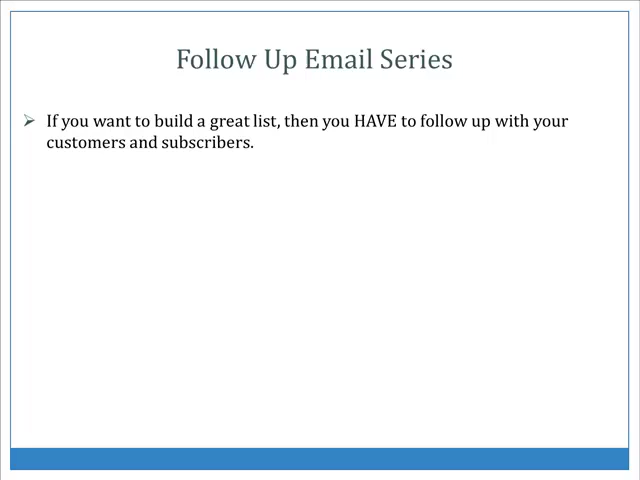 Follow Up Email Series
If you want to build a great list, then you HAVE to follow up with your
customers and subscribers.